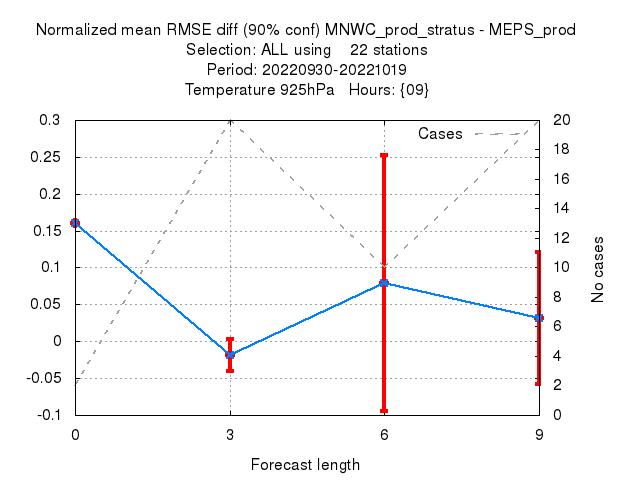 Normalized mean RMSE diff (90% conf) MNWC_prod_stratus - MEPS_prod
Selection: ALL using    22 stations
Period: 20220930-20221019
Temperature 925hPa   Hours: {09}
Cases
0.3
0.25
0.2
0.15
0.1
0.05
0
-0.05
-0.1
20
18
16
14
12
10
8
6
4
2
0
No cases
0 3 6 9
Forecast length